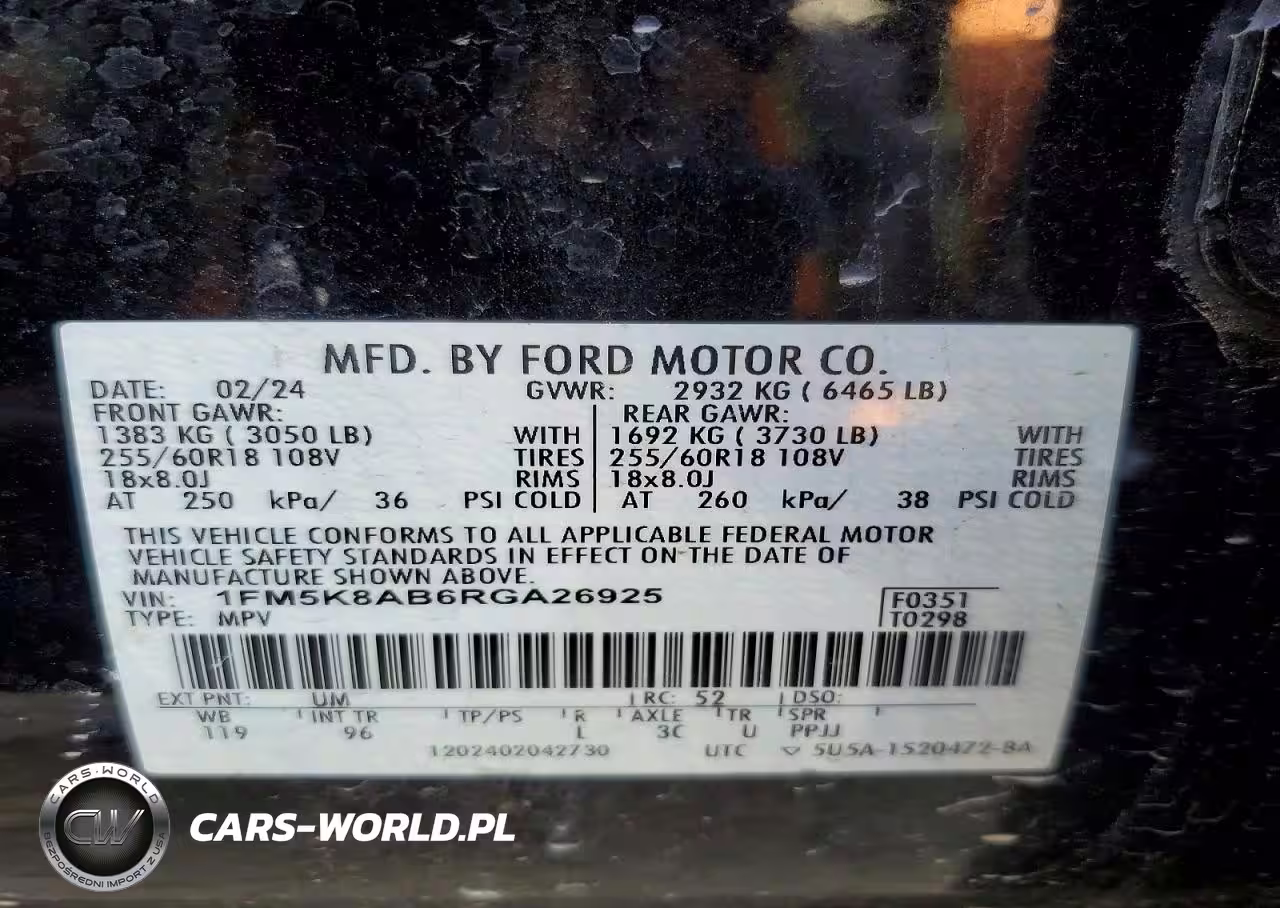 MFD. BY FORD MOTOR CO.
DATE: 02/24 GVWR: 2932 KG ( 6465 LB)
FRONT GAWR: REAR GAWR:
1383 KG ( 3050 LB) WITH 1692 KG ( 3730 LB) WITH
255/60R18 108V TIRES 255/60R18 108V TIRES
18x8.0J RIMS 18x8.0J RIMS
AT 250 kPa/ 36 PSI COLD AT 260 kPa/ 38 PSI COLD
THIS VEHICLE CONFORMS TO ALL APPLICABLE FEDERAL MOTOR
VEHICLE SAFETY STANDARDS IN EFFECT ON THE DATE OF
MANUFACTURE SHOWN ABOVE.
VIN: 1FM5K8AB6RGA26925 F0351
TYPE: MPV T0298
EXT PNT: UM RC: 52 DSO:
WB INT TR TP/PS R AXLE TR SPR
119 96 L 3C U PPJJ
1202402042730 UTC 5U5A-1520472-BA
CARS-WORLD
CW
BEZPOŚREDNI IMPORT Z USA
CARS-WORLD.PL